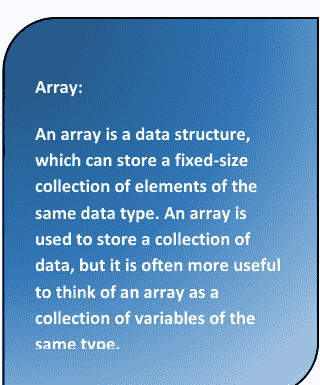 Array:
An array is a data structure,
which can store a fixed-size
collection of elements of the
same data type. An array is
used to store a collection of
data, but it is often more useful
to think of an array as a
collection of variables of the
same type.